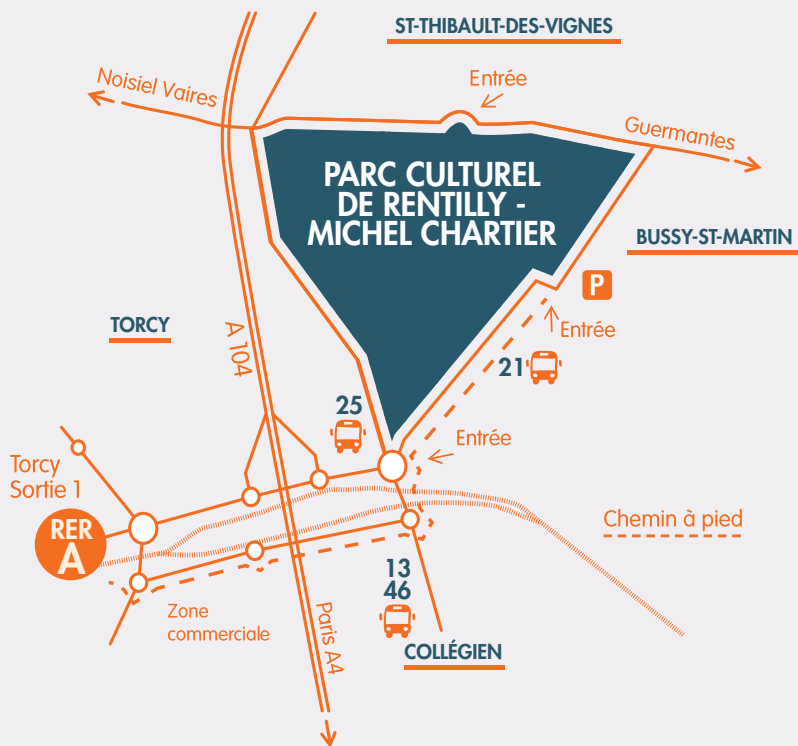 ST-THIBAULT-DES-VIGNES
Noisiel Vaires
Entrée
Guermantes
PARC CULTUREL
DE RENTILLY -
MICHEL CHARTIER
BUSSY-ST-MARTIN
P
TORCY
A 104
Entrée
21
25
Entrée
Torcy
Sortie 1
RER
A
Chemin à pied
13
46
Zone
commerciale
Paris A4
COLLÉGIEN